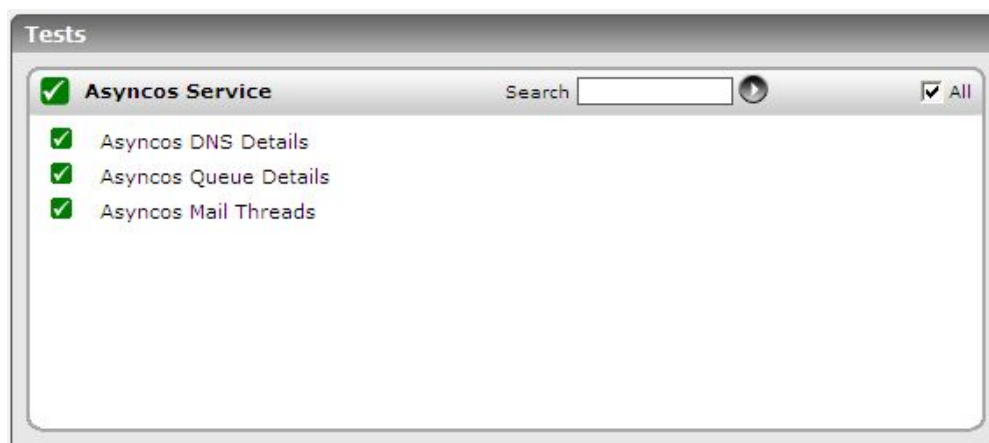 Tests
Asyncos Service Search All
Asyncos DNS Details
Asyncos Queue Details
Asyncos Mail Threads